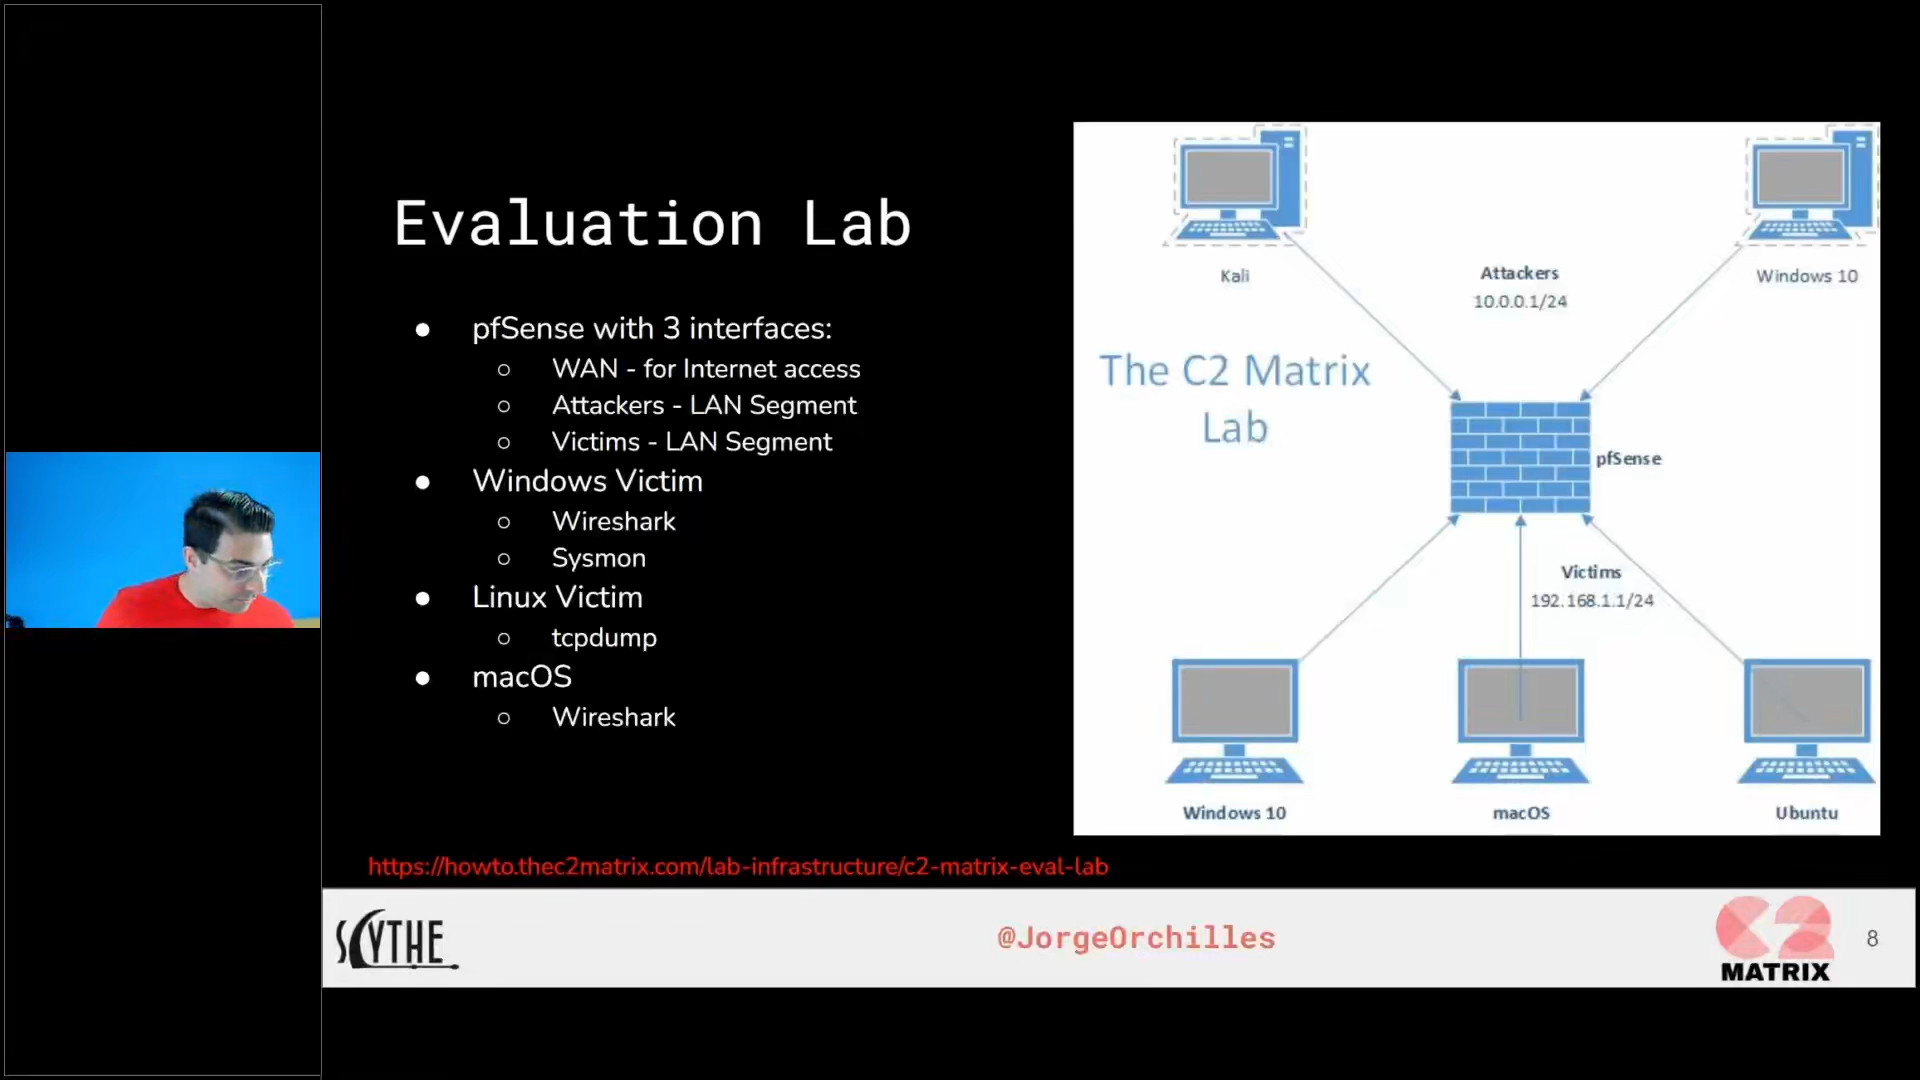 Evaluation Lab
● pfSense with 3 interfaces:
○ WAN - for Internet access
○ Attackers - LAN Segment
○ Victims - LAN Segment
● Windows Victim
○ Wireshark
○ Sysmon
● Linux Victim
○ tcpdump
● macOS
○ Wireshark
Kali
Attackers
10.0.0.1/24
Windows 10
The C2 Matrix
Lab
pfSense
Victims
192.168.1.1/24
Windows 10
macOS
Ubuntu
https://howto.thec2matrix.com/lab-infrastructure/c2-matrix-eval-lab
SCYTHE
@JorgeOrchilles
C2
MATRIX
8